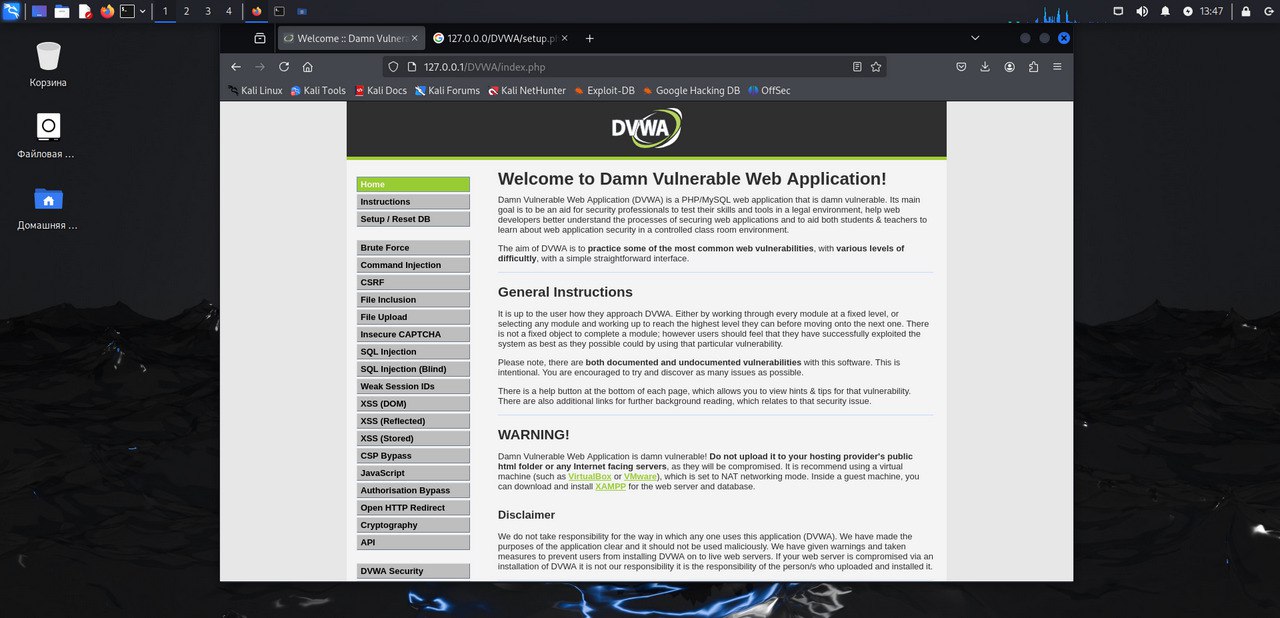 1 2 3 4
13:47
Корзина
Файловая ...
Домашняя ...
Welcome :: Damn Vulnera
127.0.0.0/DVWA/setup.p
127.0.0.1/DVWA/index.php
Kali Linux Kali Tools Kali Docs Kali Forums Kali NetHunter Exploit-DB Google Hacking DB OffSec
DVWA
Home
Instructions
Setup / Reset DB
Brute Force
Command Injection
CSRF
File Inclusion
File Upload
Insecure CAPTCHA
SQL Injection
SQL Injection (Blind)
Weak Session IDs
XSS (DOM)
XSS (Reflected)
XSS (Stored)
CSP Bypass
JavaScript
Authorisation Bypass
Open HTTP Redirect
Cryptography
API
DVWA Security
Welcome to Damn Vulnerable Web Application!
Damn Vulnerable Web Application (DVWA) is a PHP/MySQL web application that is damn vulnerable. Its main
goal is to be an aid for security professionals to test their skills and tools in a legal environment, help web
developers better understand the processes of securing web applications and to aid both students & teachers to
learn about web application security in a controlled class room environment.
The aim of DVWA is to practice some of the most common web vulnerabilities, with various levels of
difficultly, with a simple straightforward interface.
General Instructions
It is up to the user how they approach DVWA. Either by working through every module at a fixed level, or
selecting any module and working up to reach the highest level they can before moving onto the next one. There
is not a fixed object to complete a module; however users should feel that they have successfully exploited the
system as best as they possible could by using that particular vulnerability.
Please note, there are both documented and undocumented vulnerabilities with this software. This is
intentional. You are encouraged to try and discover as many issues as possible.
There is a help button at the bottom of each page, which allows you to view hints & tips for that vulnerability.
There are also additional links for further background reading, which relates to that security issue.
WARNING!
Damn Vulnerable Web Application is damn vulnerable! Do not upload it to your hosting provider's public
html folder or any Internet facing servers, as they will be compromised. It is recommend using a virtual
machine (such as VirtualBox or VMware), which is set to NAT networking mode. Inside a guest machine, you
can download and install XAMPP for the web server and database.
Disclaimer
We do not take responsibility for the way in which any one uses this application (DVWA). We have made the
purposes of the application clear and it should not be used maliciously. We have given warnings and taken
measures to prevent users from installing DVWA on to live web servers. If your web server is compromised via an
installation of DVWA it is not our responsibility it is the responsibility of the person/s who uploaded and installed it.